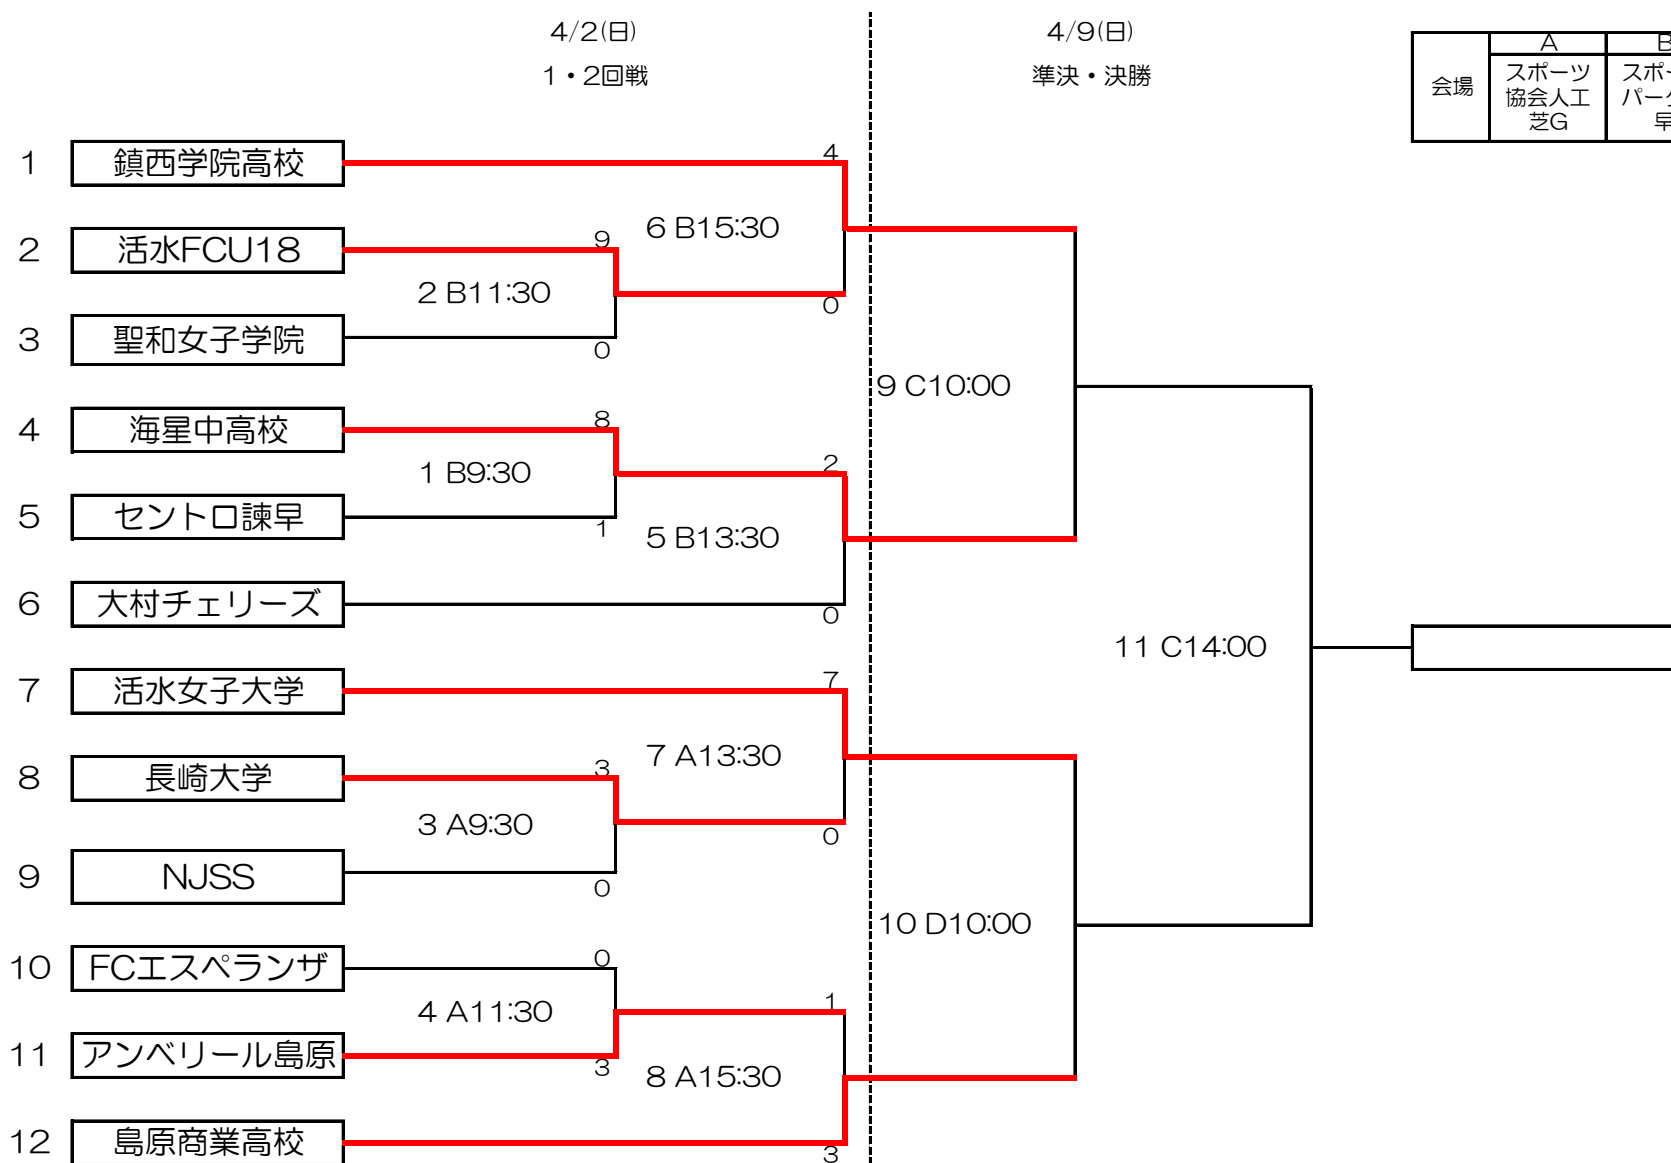 4/2(日)
1・2回戦
4/9(日)
準決・決勝
会場
A
スポーツ
協会人工
芝G
1 鎮西学院高校
4
6 B15:30
0
2 活水FCU18
9
2 B11:30
0
3 聖和女子学院
9 C10:00
4 海星中高校
8
1 B9:30
1
2
5 セントロ諫早
5 B13:30
0
6 大村チェリーズ
11 C14:00
7 活水女子大学
7
7 A13:30
0
8 長崎大学
3
3 A9:30
0
9 NJSS
10 D10:00
10 FCエスペランザ
0
4 A11:30
3
1
11 アンベリール島原
8 A15:30
3
12 島原商業高校